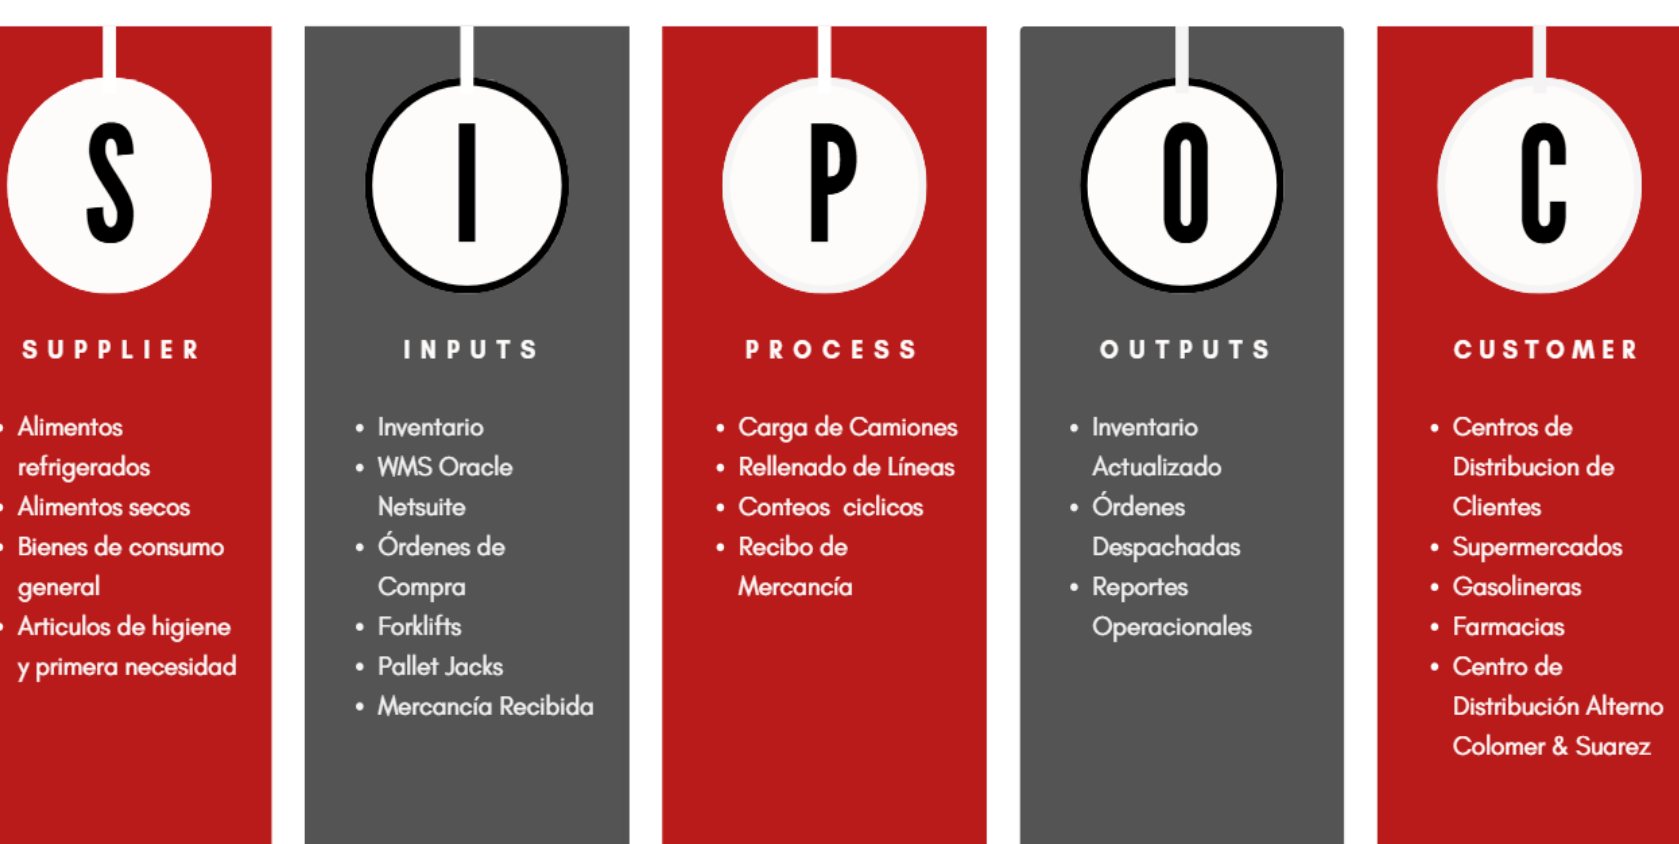 S
SUPPLIER
• Alimentos
refrigerados
• Alimentos secos
• Bienes de consumo
general
• Articulos de higiene
y primera necesidad
I
INPUTS
• Inventario
• WMS Oracle
Netsuite
• Órdenes de
Compra
• Forklifts
• Pallet Jacks
• Mercancía Recibida
P
PROCESS
• Carga de Camiones
• Rellenado de Líneas
• Conteos  ciclicos
• Recibo de
Mercancía
O
OUTPUTS
• Inventario
Actualizado
• Órdenes
Despachadas
• Reportes
Operacionales
C
CUSTOMER
• Centros de
Distribucion de
Clientes
• Supermercados
• Gasolineras
• Farmacias
• Centro de
Distribución Alterno
Colomer & Suarez